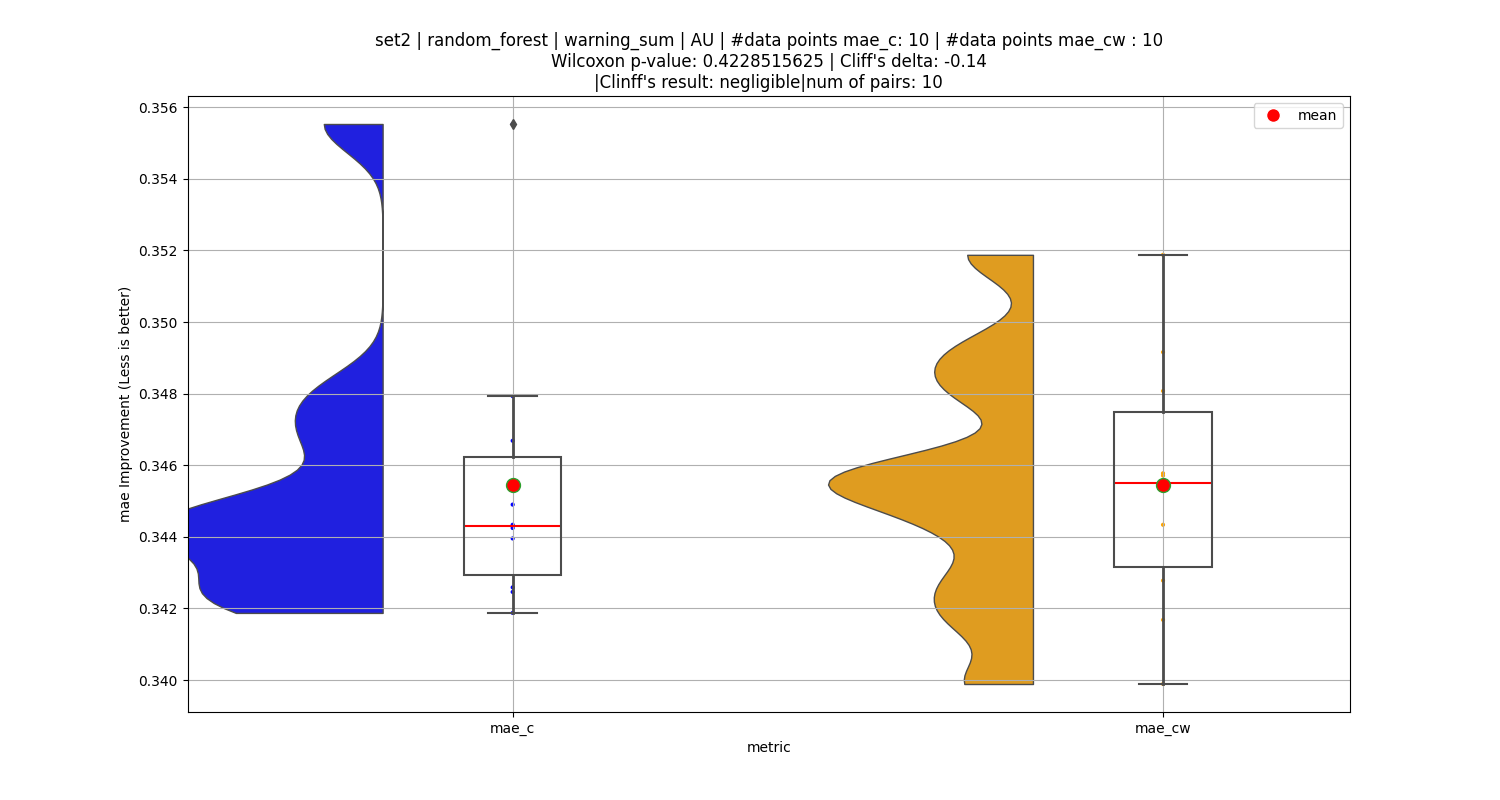 set2 | random_forest | warning_sum | AU | #data points mae_c: 10 | #data points mae_cw : 10
Wilcoxon p-value: 0.4228515625 | Cliff's delta: -0.14
|Clinff's result: negligible|num of pairs: 10
mean
0.356
0.354
0.352
0.350
0.348
0.346
0.344
0.342
0.340
mae Improvement (Less is better)
mae_c
mae_cw
metric